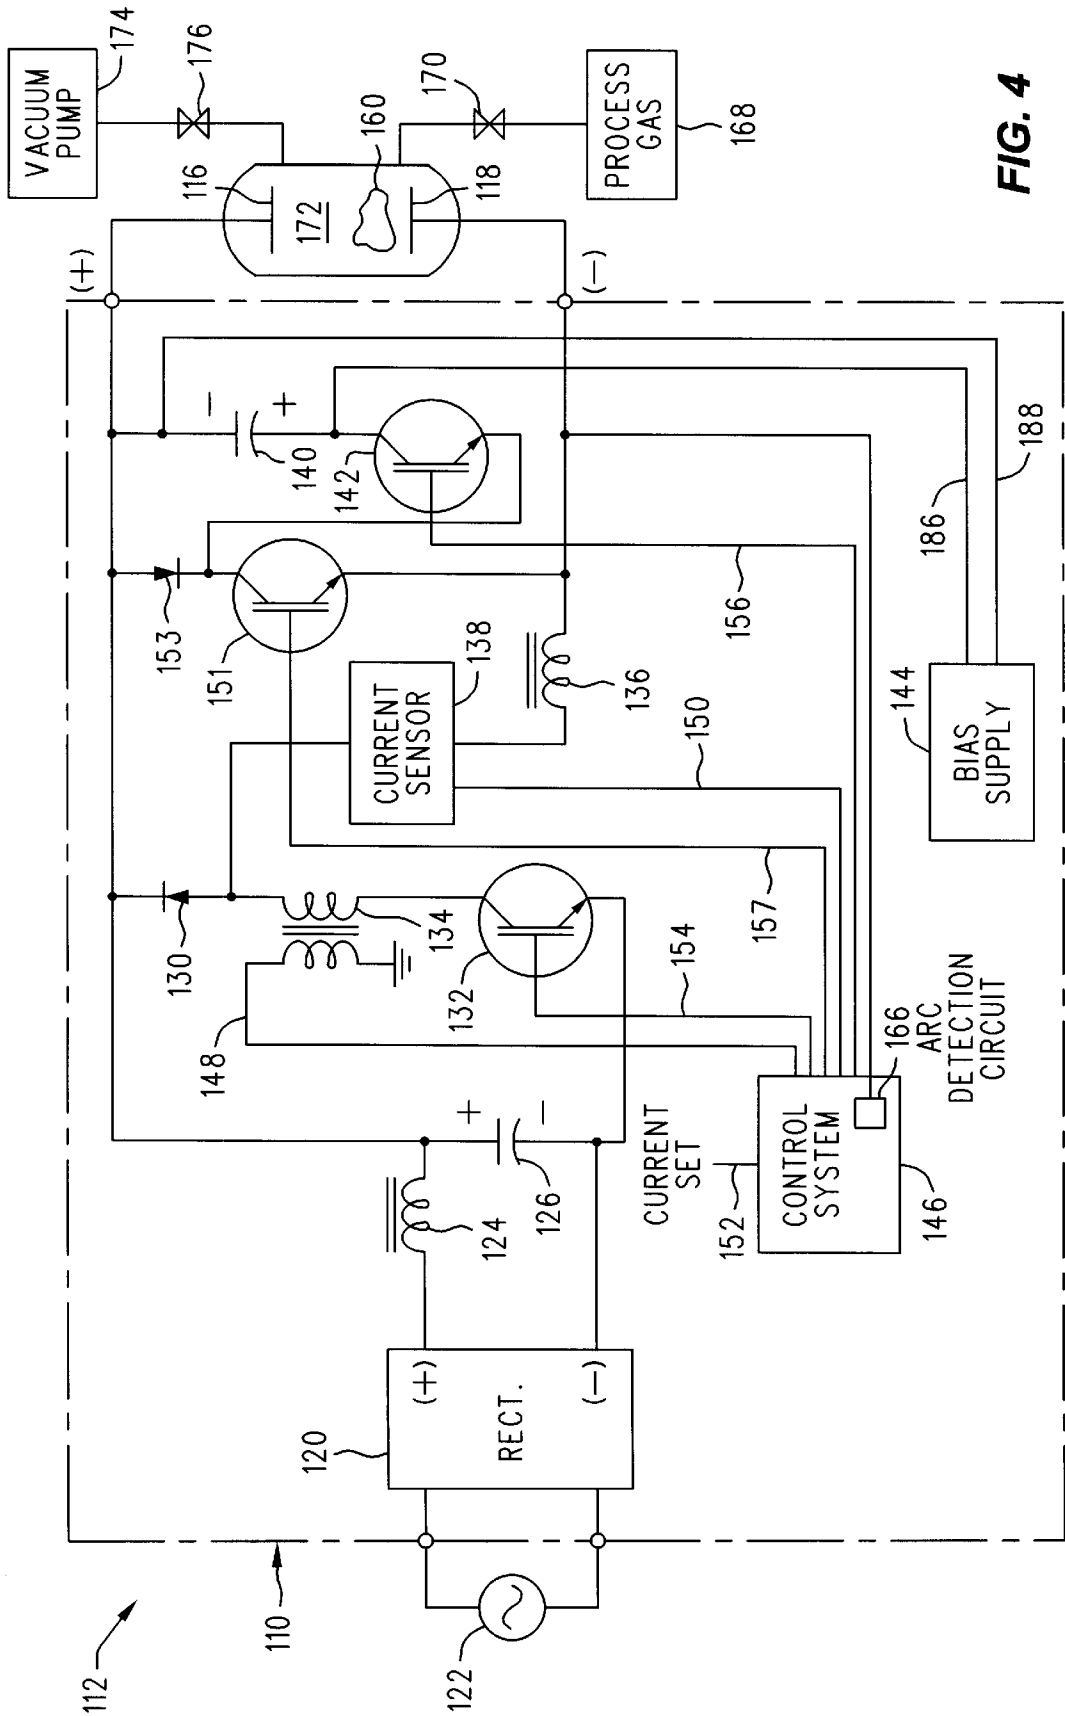 112
110
122
120
RECT.
(+)
(−)
124
126
+
−
148
130
134
132
154
CURRENT
SET
152
CONTROL
SYSTEM
146
166
ARC
DETECTION
CIRCUIT
157
150
CURRENT
SENSOR
138
136
151
153
156
142
140
−
+
144
BIAS
SUPPLY
186
188
(+)
(−)
116
172
160
118
VACUUM
PUMP
174
176
170
PROCESS
GAS
168
FIG. 4